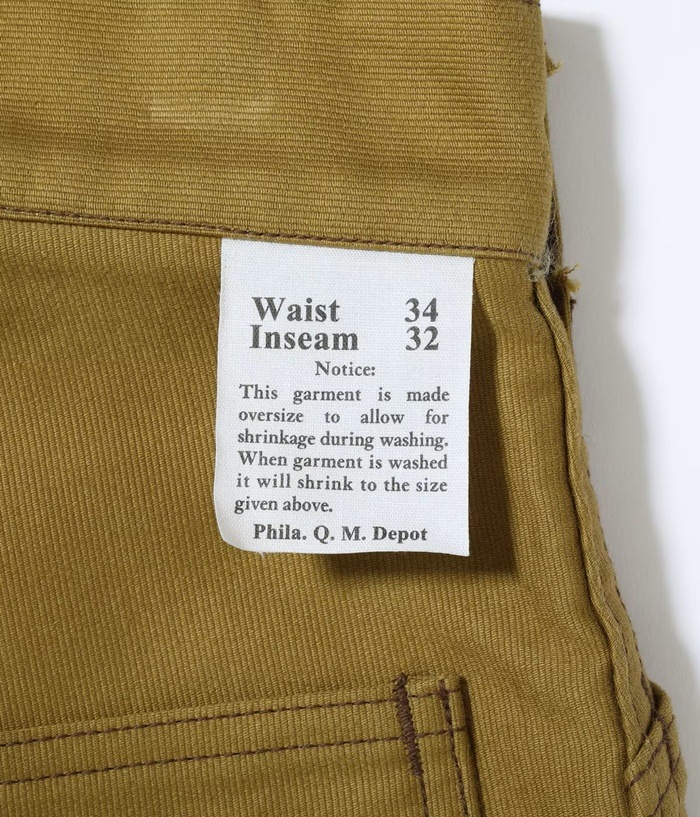 Waist 34
Inseam 32
Notice:
This garment is made
oversize to allow for
shrinkage during washing.
When garment is washed
it will shrink to the size
given above.
Phila. Q. M. Depot